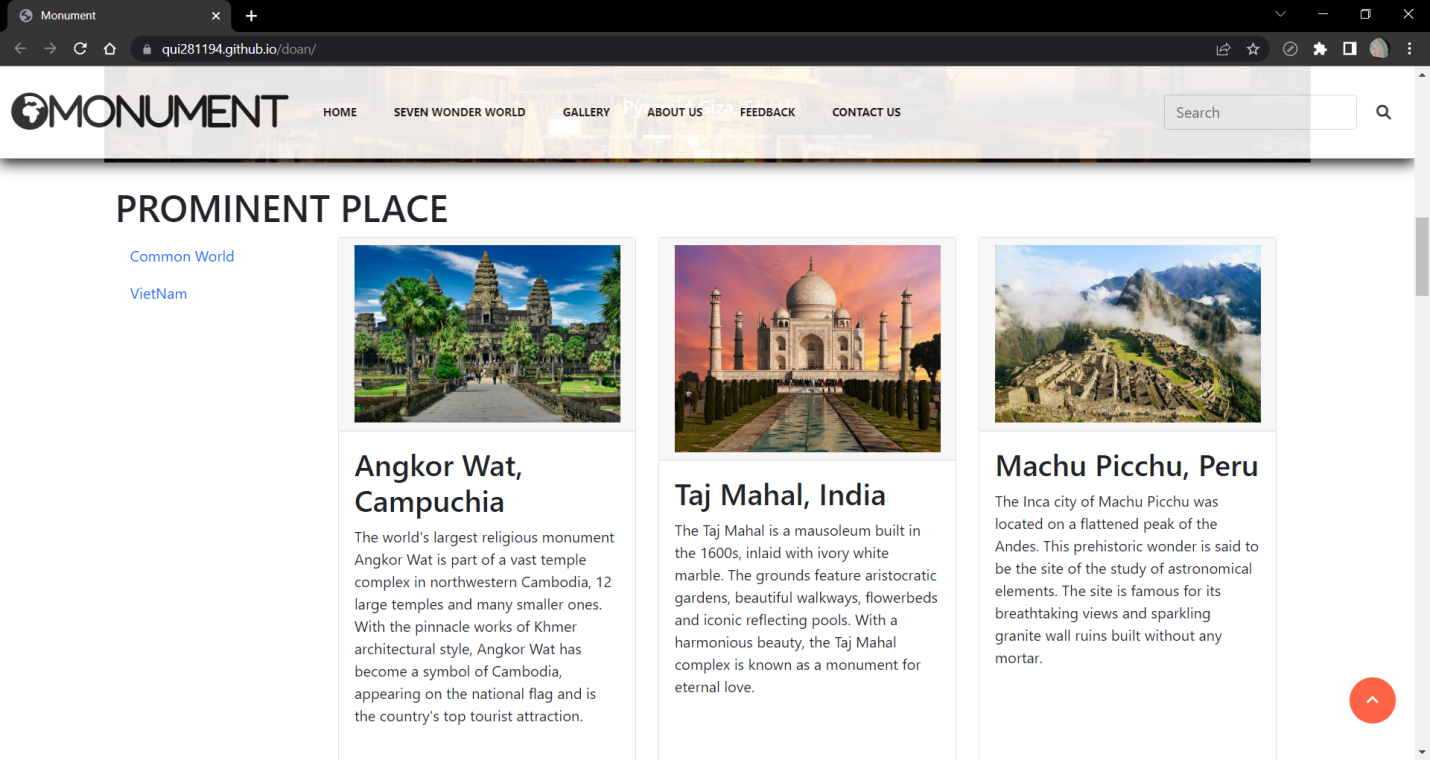 Monument
qui281194.github.io/doan/
MONUMENT
HOME
SEVEN WONDER WORLD
GALLERY
ABOUT US
FEEDBACK
CONTACT US
Search
PROMINENT PLACE
Common World
VietNam
Angkor Wat,
Campuchia
The world's largest religious monument
Angkor Wat is part of a vast temple
complex in northwestern Cambodia, 12
large temples and many smaller ones.
With the pinnacle works of Khmer
architectural style, Angkor Wat has
become a symbol of Cambodia,
appearing on the national flag and is
the country's top tourist attraction.
Taj Mahal, India
The Taj Mahal is a mausoleum built in
the 1600s, inlaid with ivory white
marble. The grounds feature aristocratic
gardens, beautiful walkways, flowerbeds
and iconic reflecting pools. With a
harmonious beauty, the Taj Mahal
complex is known as a monument for
eternal love.
Machu Picchu, Peru
The Inca city of Machu Picchu was
located on a flattened peak of the
Andes. This prehistoric wonder is said to
be the site of the study of astronomical
elements. The site is famous for its
breathtaking views and sparkling
granite wall ruins built without any
mortar.